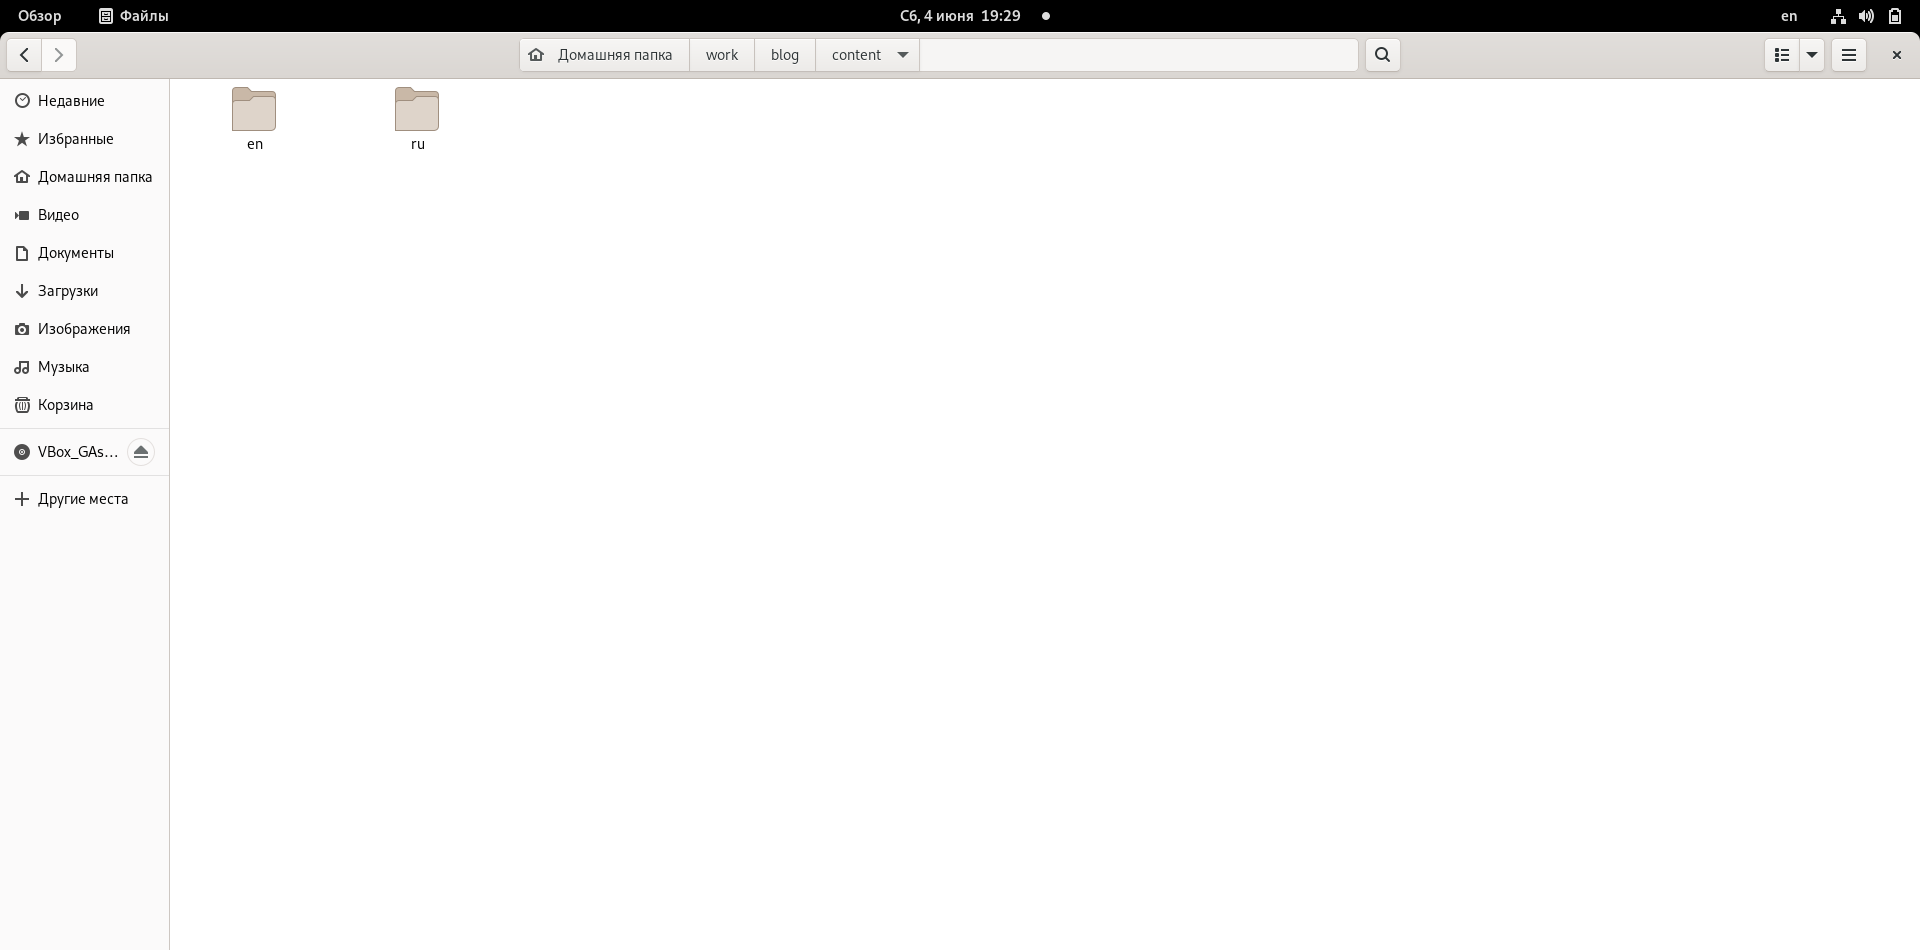 Обзор Файлы Сб, 4 июня 19:29 en
Домашняя папка work blog content
Недавние
Избранные
Домашняя папка
Видео
Документы
Загрузки
Изображения
Музыка
Корзина
VBox_GAs...
Другие места
en ru